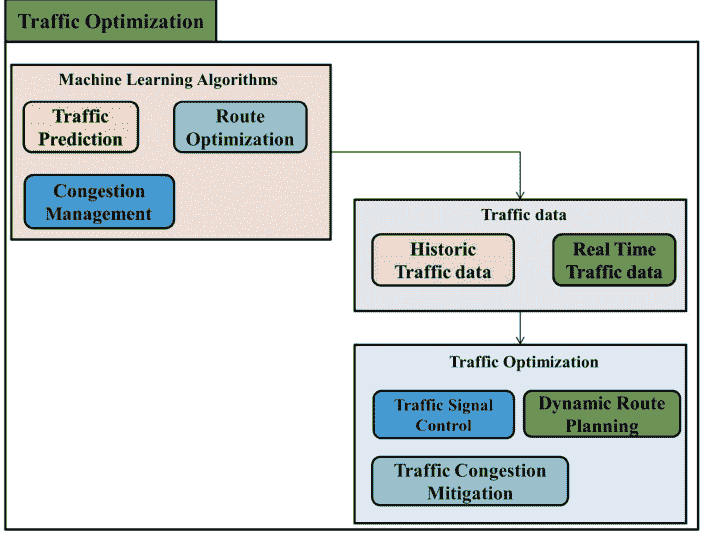 Traffic Optimization
Machine Learning Algorithms
Traffic
Prediction
Route
Optimization
Congestion
Management
Traffic data
Historic
Traffic data
Real Time
Traffic data
Traffic Optimization
Traffic Signal
Control
Dynamic Route
Planning
Traffic Congestion
Mitigation